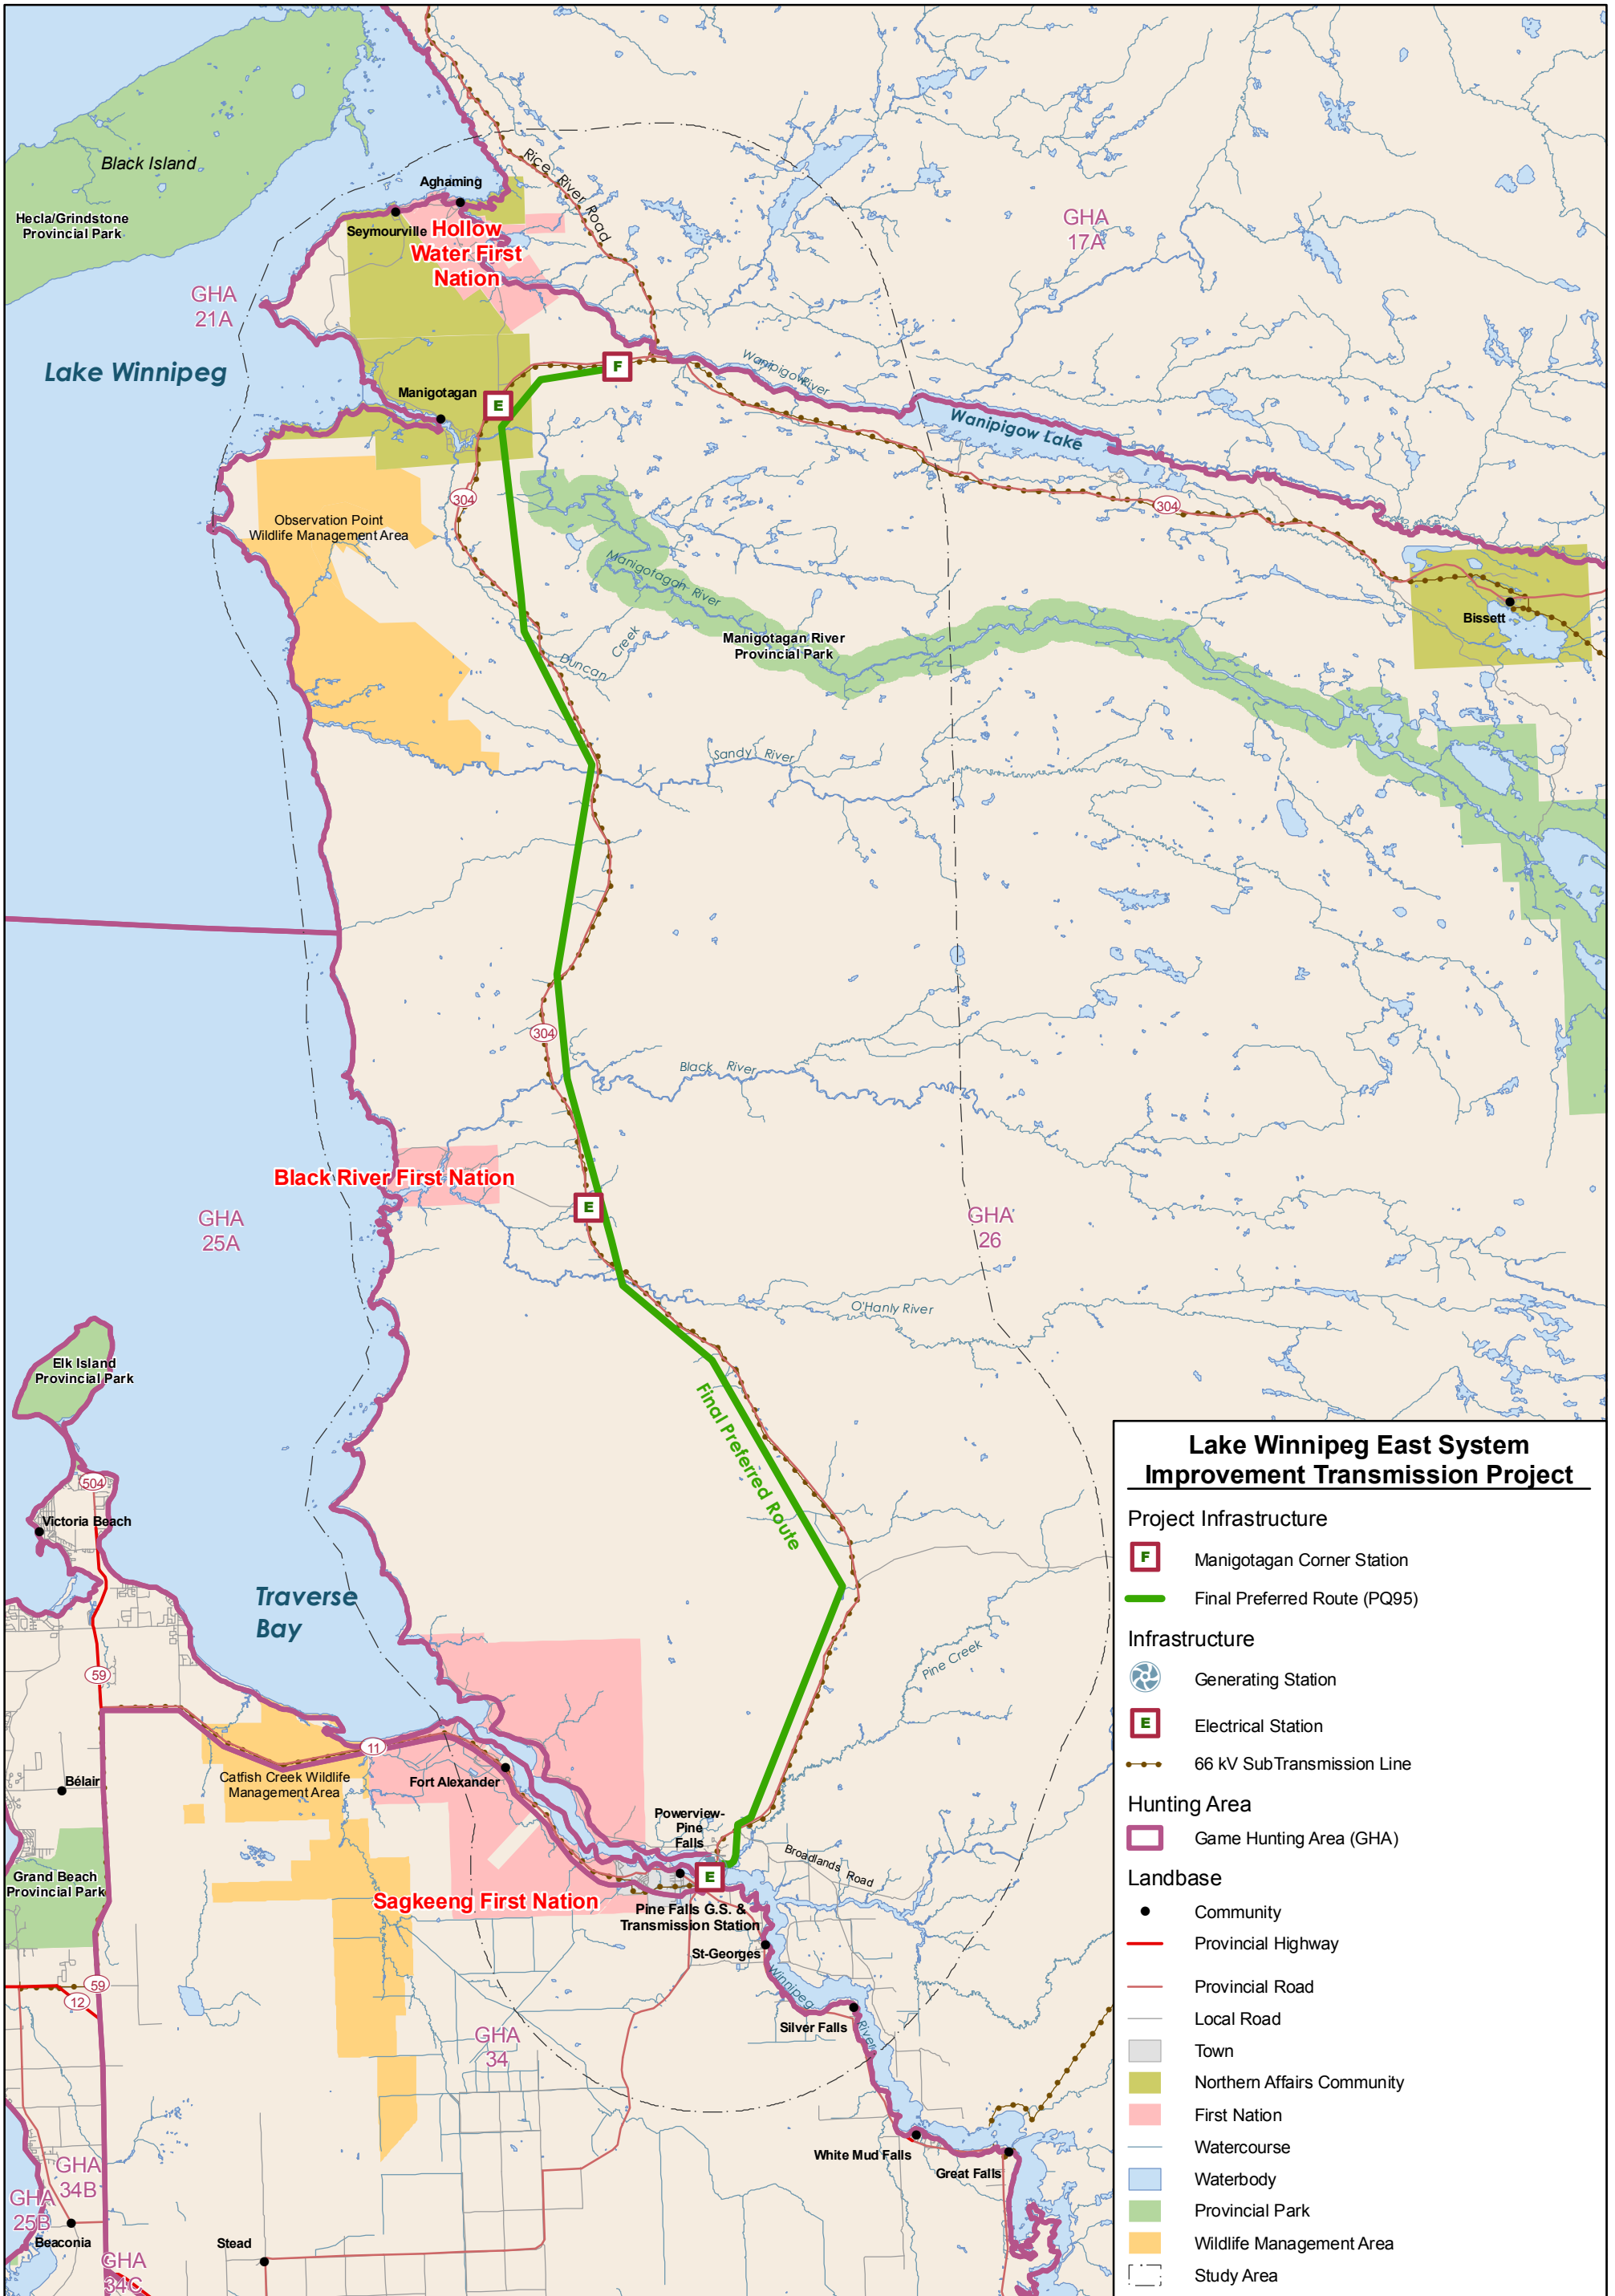 Black Island
Hecla/Grindstone
Provincial Park
Aghaming
Seymourville
Hollow
Water First
Nation
Rice River Road
GHA
17A
GHA
21A
Lake Winnipeg
Manigotagan
F
E
Wanipigow River
Wanipigow Lake
304
304
Observation Point
Wildlife Management Area
Manigotagan River
Manigotagan River
Provincial Park
Bissett
Duncan Creek
Sandy River
304
Black River
Black River First Nation
E
GHA
25A
GHA
26
O'Hanly River
Elk Island
Provincial Park
Final Preferred Route
504
Victoria Beach
Traverse
Bay
59
Pine Creek
11
Bélair
Catfish Creek Wildlife
Management Area
Fort Alexander
Powerview-
Pine
Falls
Broadlands Road
Grand Beach
Provincial Park
E
Sagkeeng First Nation
Pine Falls G.S. &
Transmission Station
St-Georges
59
12
Winnipeg River
Silver Falls
GHA
34
White Mud Falls
Great Falls
GHA
34B
GHA
25B
Beaconia
Stead
GHA
34C
Lake Winnipeg East System
Improvement Transmission Project
Project Infrastructure
F Manigotagan Corner Station
Final Preferred Route (PQ95)
Infrastructure
Generating Station
E Electrical Station
66 kV SubTransmission Line
Hunting Area
Game Hunting Area (GHA)
Landbase
Community
Provincial Highway
Provincial Road
Local Road
Town
Northern Affairs Community
First Nation
Watercourse
Waterbody
Provincial Park
Wildlife Management Area
Study Area